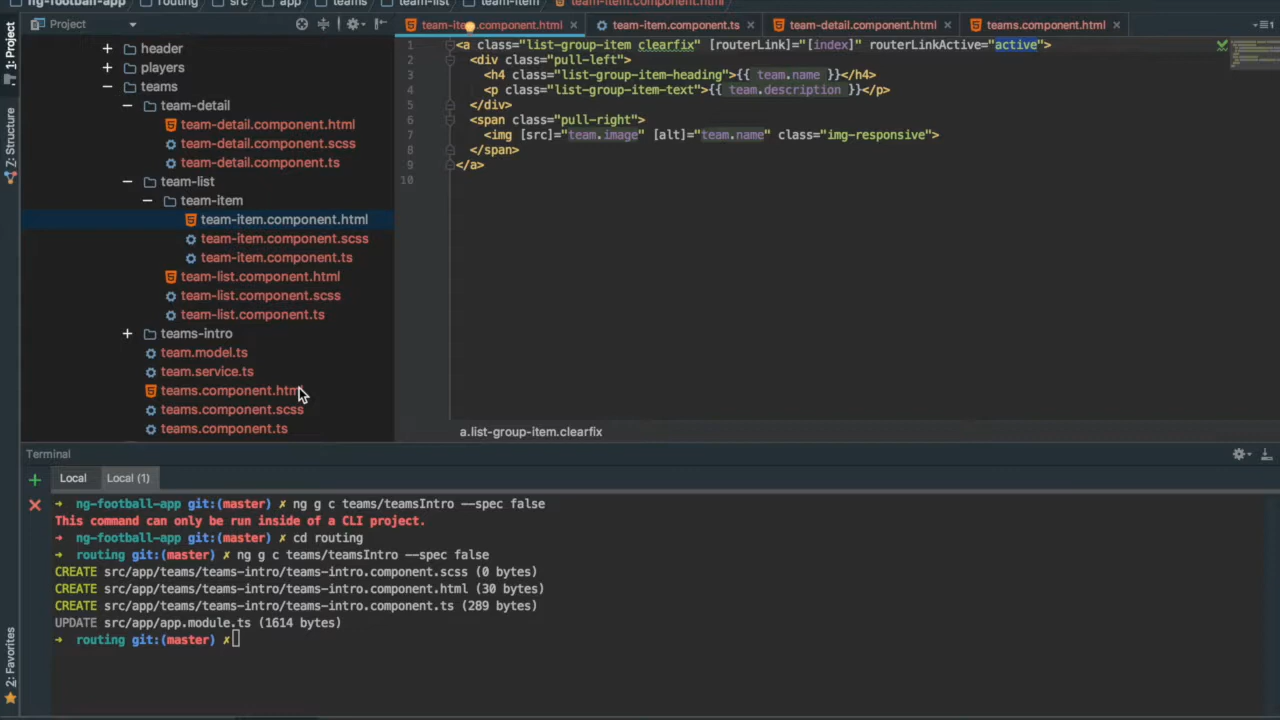 ng-football-app routing src app teams team-list team-item team-item.component.html
1: Project
Z: Structure
2: Favorites
Project
header
players
teams
team-detail
team-detail.component.html
team-detail.component.scss
team-detail.component.ts
team-list
team-item
team-item.component.html
team-item.component.scss
team-item.component.ts
team-list.component.html
team-list.component.scss
team-list.component.ts
teams-intro
team.model.ts
team.service.ts
teams.component.html
teams.component.scss
teams.component.ts
team-item.component.html team-item.component.ts team-detail.component.html teams.component.html
1 <a class="list-group-item clearfix" [routerLink]="[index]" routerLinkActive="active">
2 <div class="pull-left">
3 <h4 class="list-group-item-heading">{{ team.name }}</h4>
4 <p class="list-group-item-text">{{ team.description }}</p>
5 </div>
6 <span class="pull-right">
7 <img [src]="team.image" [alt]="team.name" class="img-responsive">
8 </span>
9 </a>
10
a.list-group-item.clearfix
Terminal
Local Local (1)
→ ng-football-app git:(master) ✗ ng g c teams/teamsIntro --spec false
This command can only be run inside of a CLI project.
→ ng-football-app git:(master) ✗ cd routing
→ routing git:(master) ✗ ng g c teams/teamsIntro --spec false
CREATE src/app/teams/teams-intro/teams-intro.component.scss (0 bytes)
CREATE src/app/teams/teams-intro/teams-intro.component.html (30 bytes)
CREATE src/app/teams/teams-intro/teams-intro.component.ts (289 bytes)
UPDATE src/app/app.module.ts (1614 bytes)
→ routing git:(master) ✗